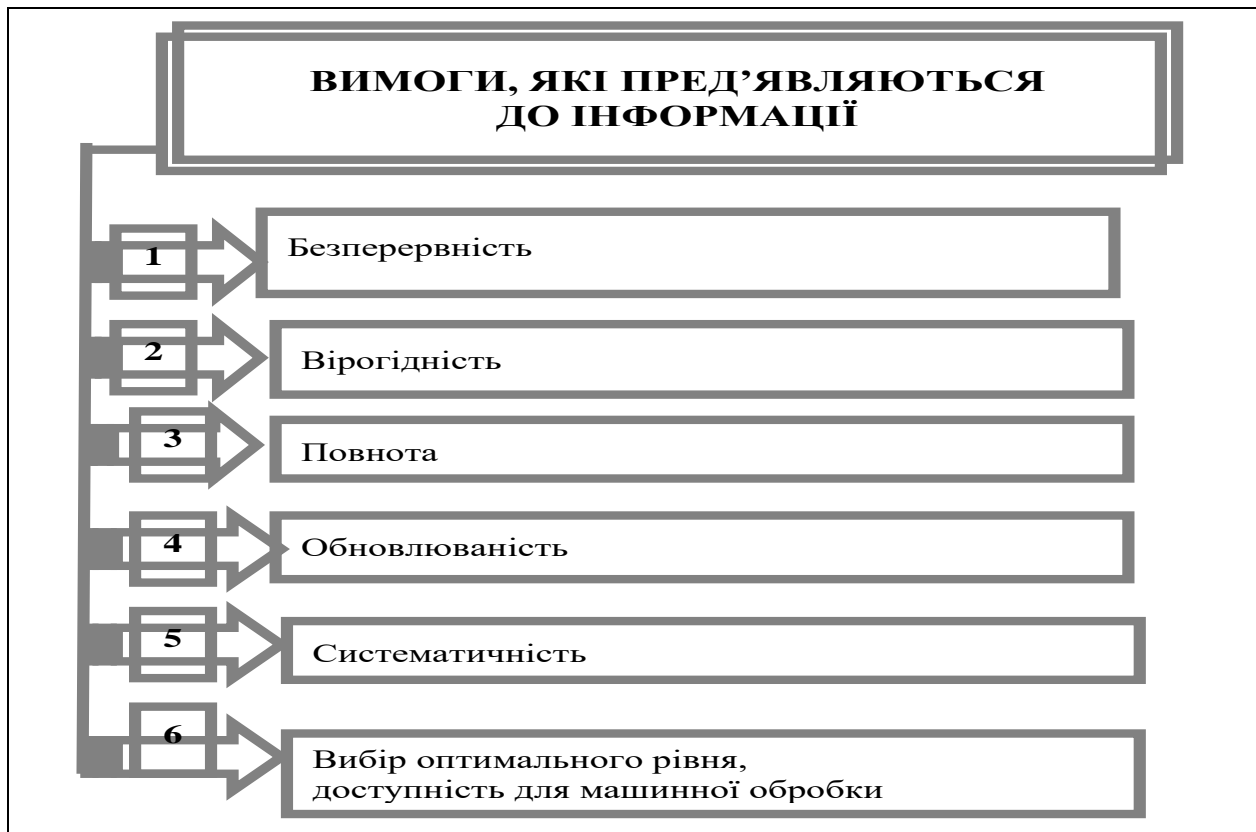 ВИМОГИ, ЯКІ ПРЕД’ЯВЛЯЮТЬСЯ
ДО ІНФОРМАЦІЇ
1
Безперервність
2
Вірогідність
3
Повнота
4
Обновлюваність
5
Систематичність
6
Вибір оптимального рівня,
доступність для машинної обробки